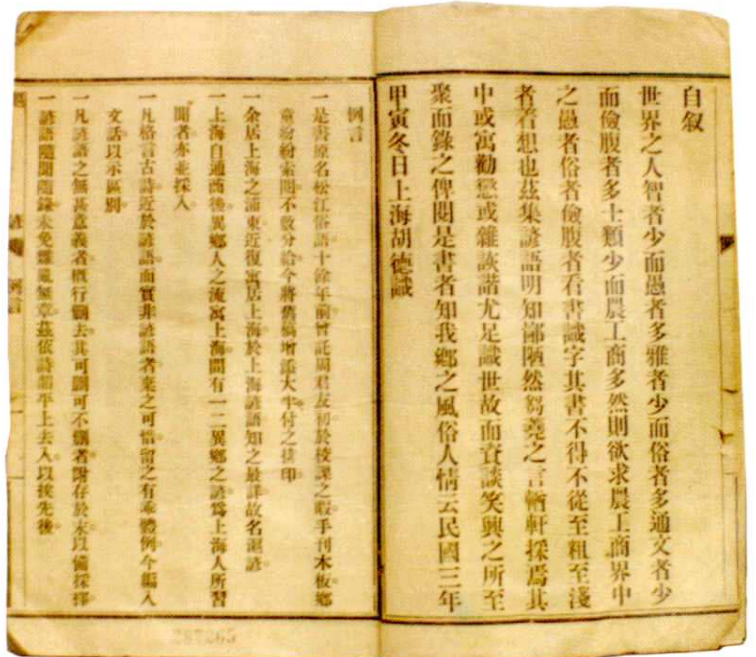 自叙
世界之人智者少而愚者多雅者少而俗者多通文者少
而儉腹者多士類少而農工商多然則欲求農工商界中
之愚者俗者儉腹者看書識字其書不得不從至粗至淺
者着想也茲集諺語明知鄙陋然芻蕘之言輶軒採焉其
中或寓勸懲或雜詼諧尤足識世故而資談笑興之所至
聚而錄之俾閱是書者知我鄉之風俗人情云民國三年
甲寅冬日上海胡德識
例言
一是書原名松江俗語十餘年前曾託周君友初於校課之暇手刊木板鄉
童紛紛索閱不敷分給今將舊稿增添大半付之排印
一余居上海之浦東近復寓居上海於上海諺語知之最詳故名滬諺
一上海自通商後異鄉人之流寓上海間有一二異鄉之諺為上海人所習
聞者亦並採入
一凡格言古詩近於諺語而實非諺語者棄之可惜留之有乖體例今編入
文話以示區別
一凡諺語之無甚意義者概行刪去其可刪可不刪者附存於末以備採擇
一諺語隨聞隨錄未免雜亂無章茲依詩韻平上去入以挨先後
諺
例言
一
287265